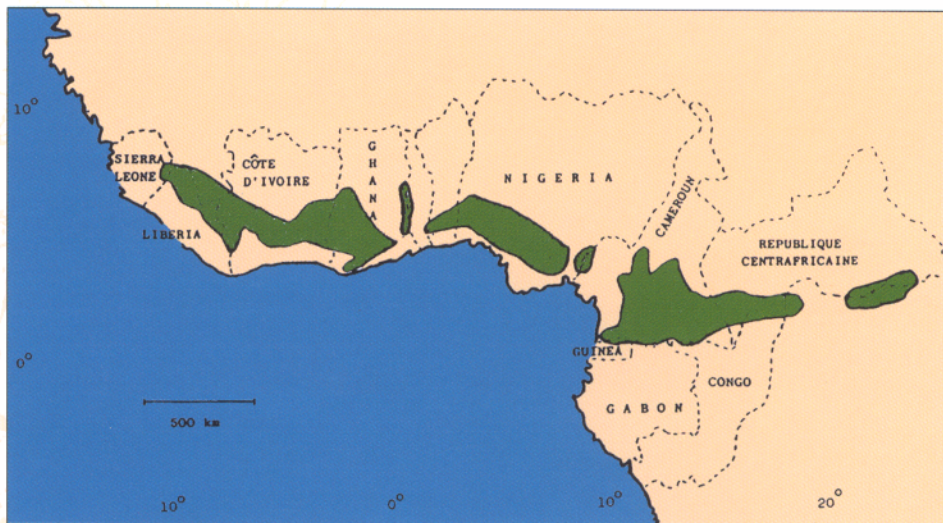 10°
SIERRA
LEONE
CÔTE
D'IVOIRE
GHANA
NIGERIA
CAMEROUN
LIBERIA
REPUBLIQUE
CENTRAFRICAINE
0°
GUINEA
CONGO
GABON
500 km
10°
0°
10°
20°